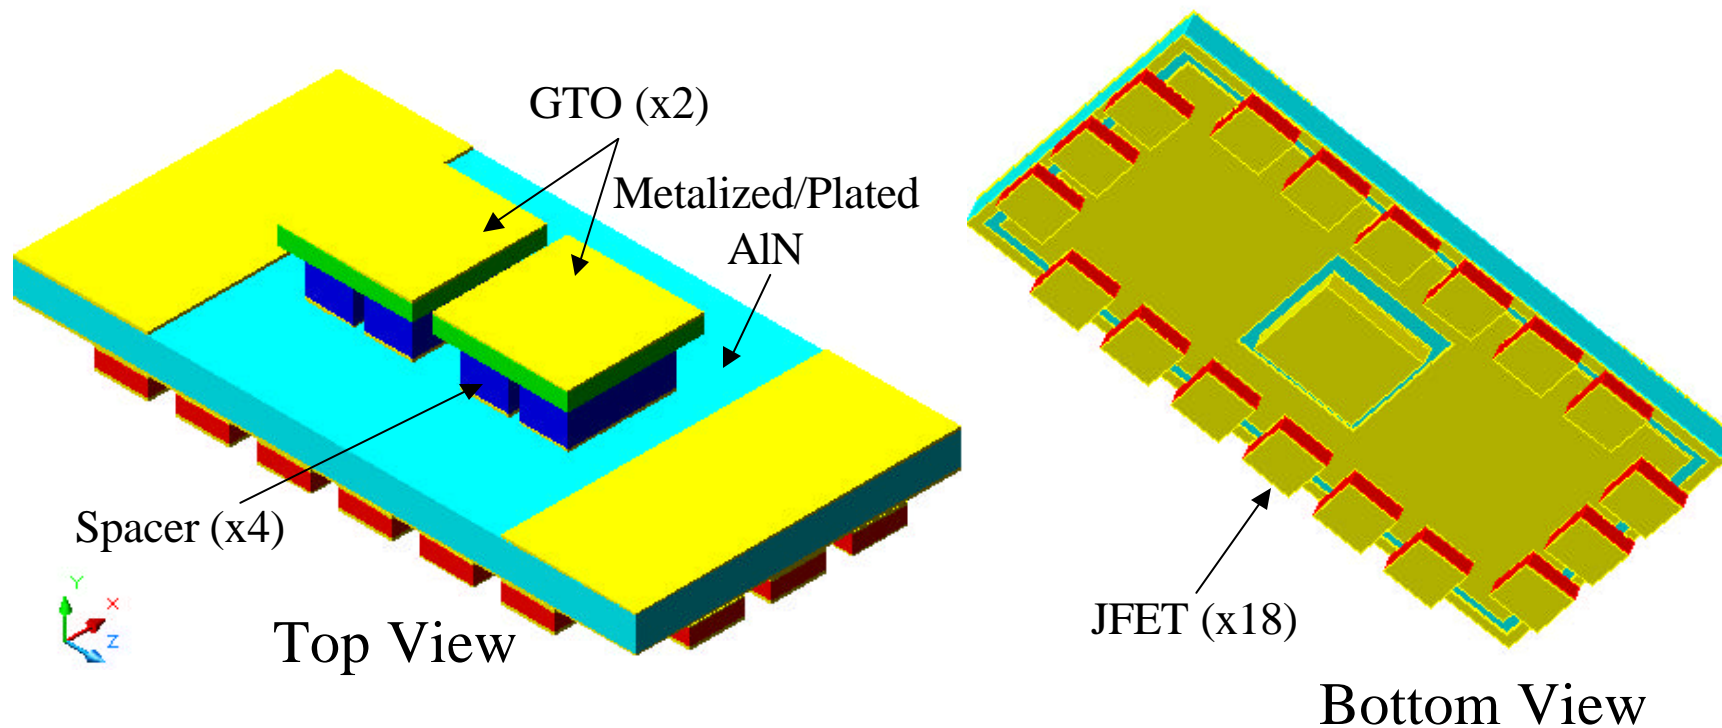 GTO (x2)
Metalized/Plated
AlN
Spacer (x4)
Y
X
Z
Top View
JFET (x18)
Bottom View